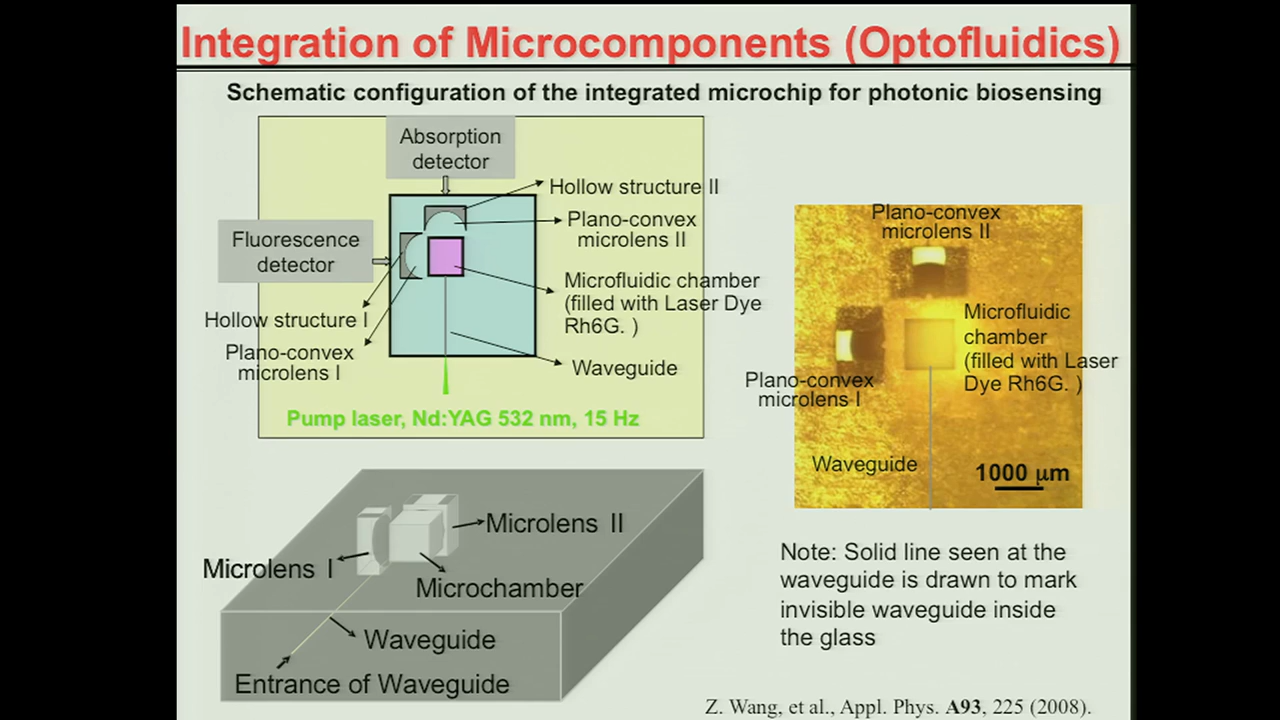 Integration of Microcomponents (Optofluidics)
Schematic configuration of the integrated microchip for photonic biosensing
Absorption
detector
Hollow structure II
Plano-convex
microlens II
Fluorescence
detector
Microfluidic chamber
(filled with Laser Dye
Rh6G. )
Hollow structure I
Plano-convex
microlens I
Waveguide
Pump laser, Nd:YAG 532 nm, 15 Hz
Plano-convex
microlens II
Microfluidic
chamber
(filled with Laser
Dye Rh6G. )
Plano-convex
microlens I
Waveguide
1000 μm
Microlens II
Microlens I
Microchamber
Waveguide
Entrance of Waveguide
Note: Solid line seen at the
waveguide is drawn to mark
invisible waveguide inside
the glass
Z. Wang, et al., Appl. Phys. A93, 225 (2008).